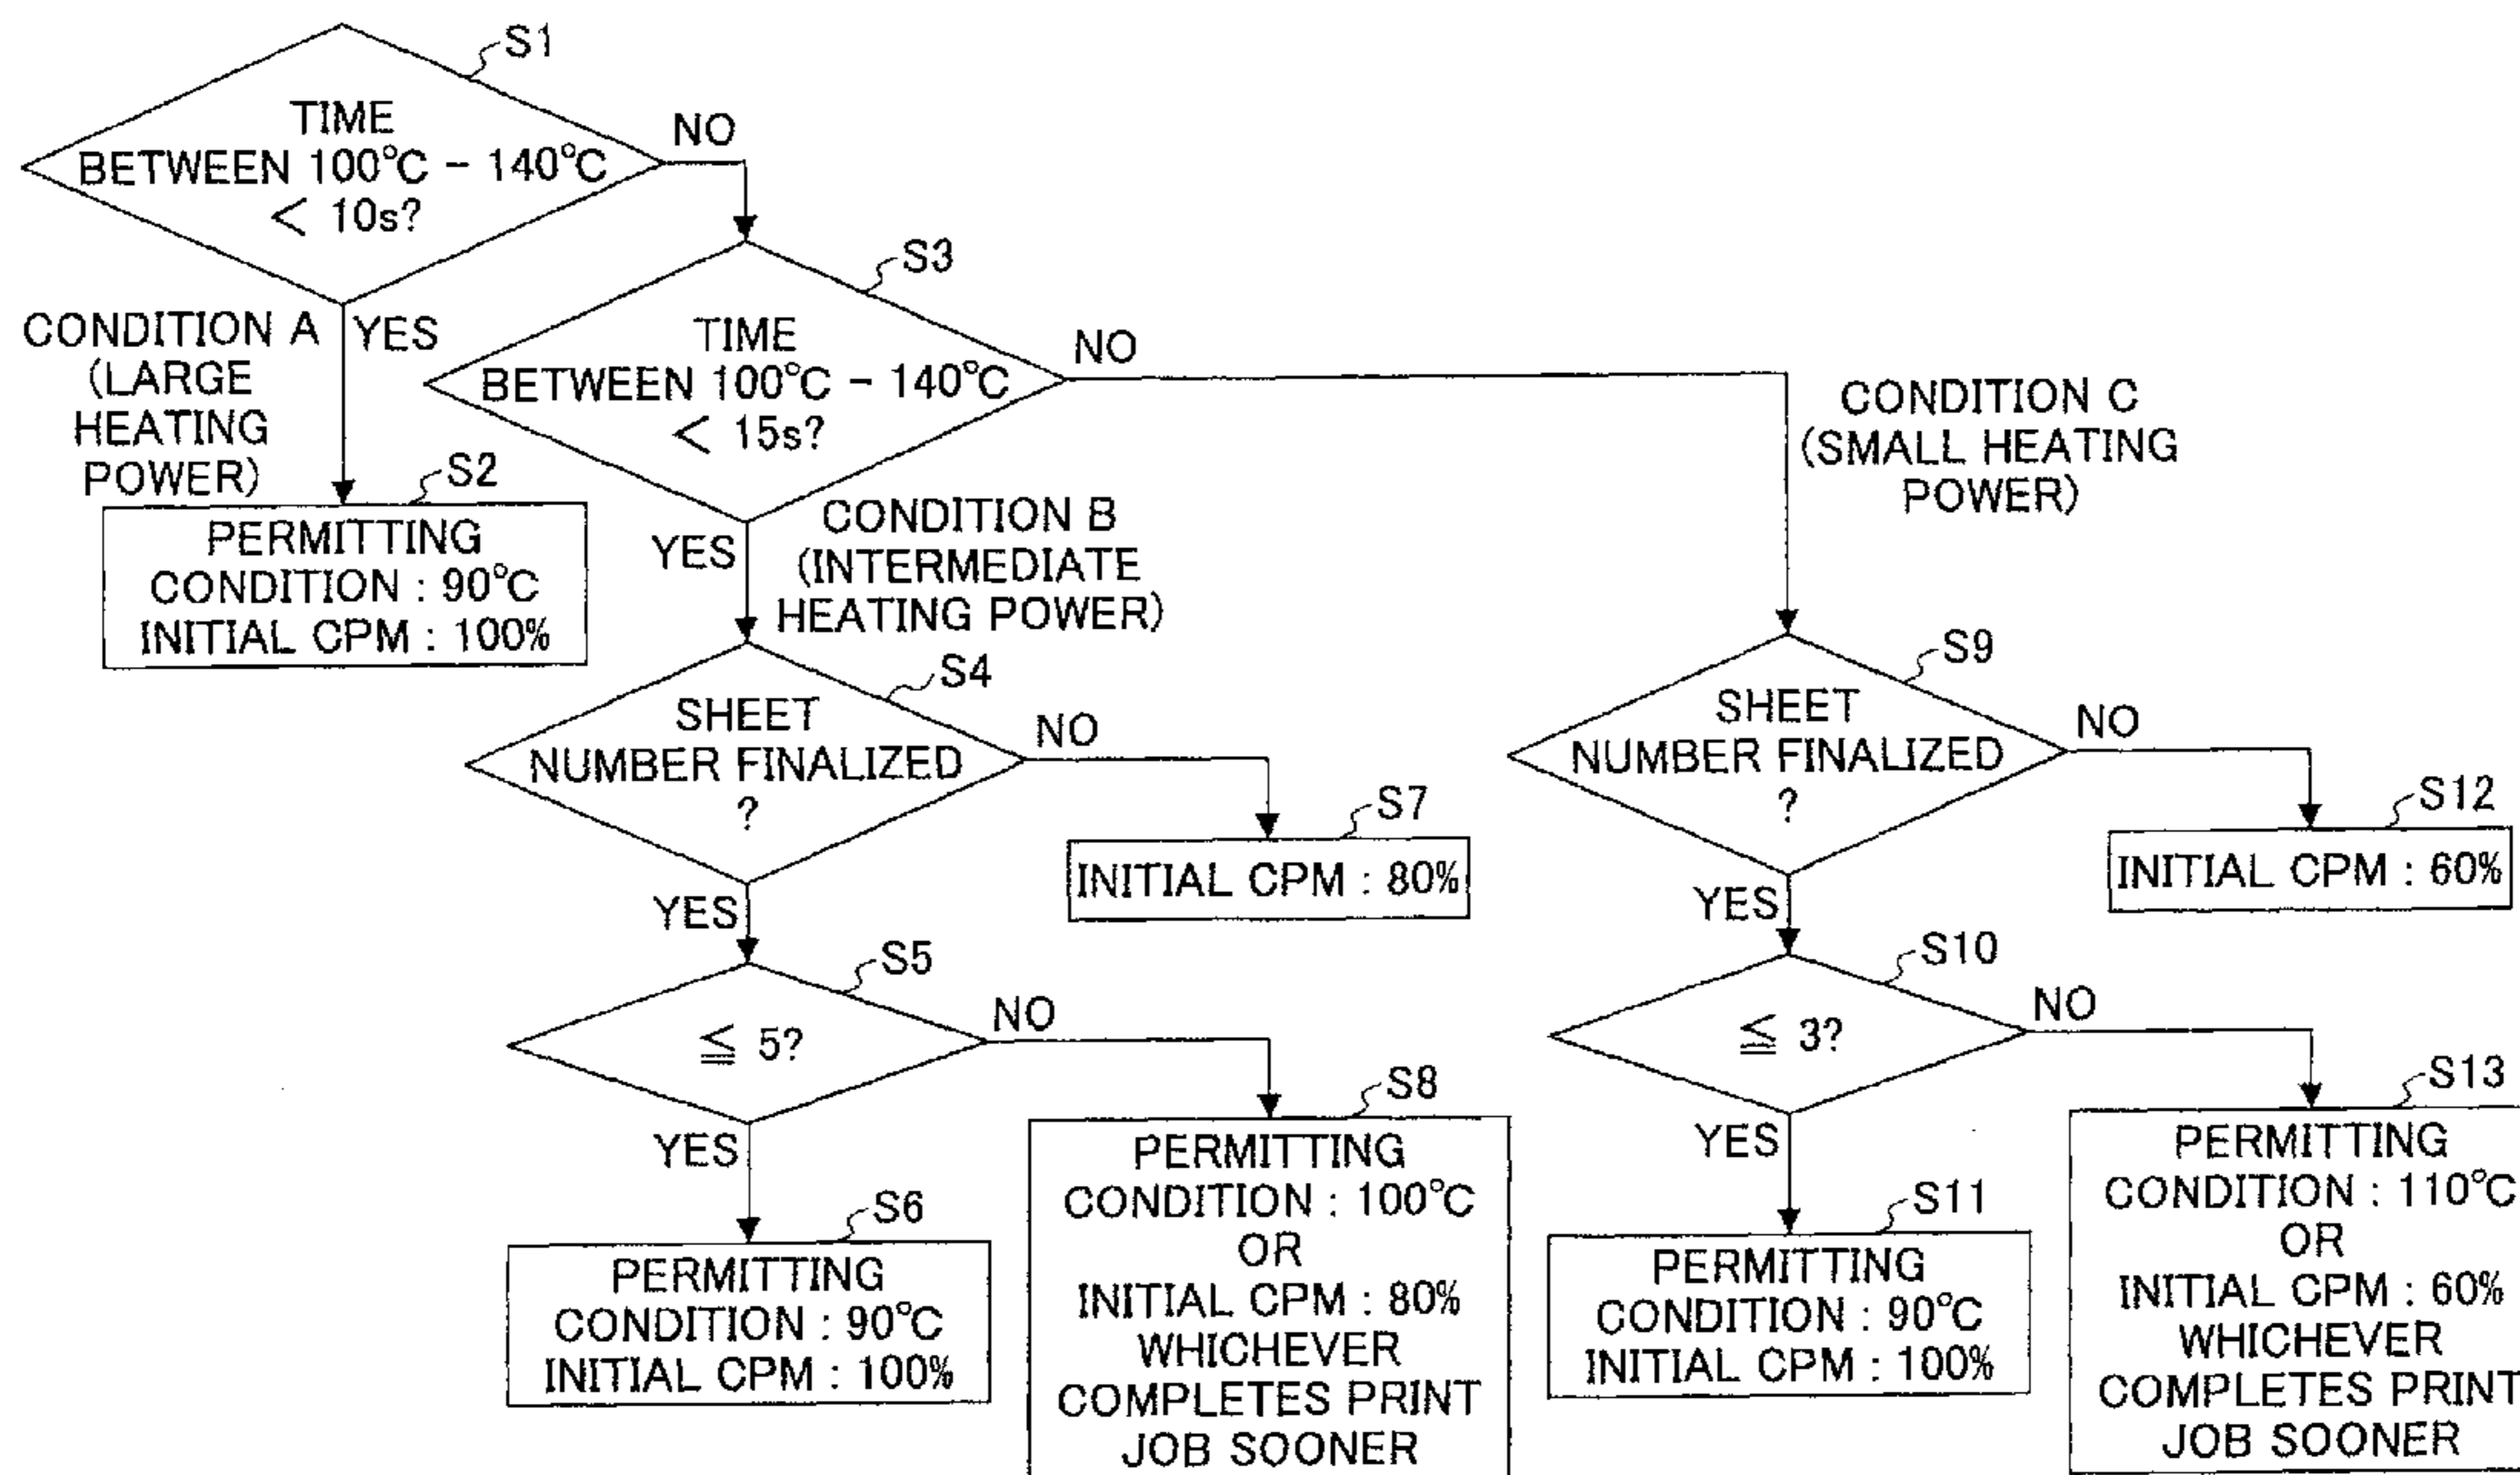 S1
TIME
BETWEEN 100℃ - 140℃
< 10s?
NO
CONDITION A
(LARGE
HEATING
POWER)
YES
S2
PERMITTING
CONDITION : 90℃
INITIAL CPM : 100%
S3
TIME
BETWEEN 100℃ - 140℃
< 15s?
NO
YES
CONDITION B
(INTERMEDIATE
HEATING POWER)
S4
SHEET
NUMBER FINALIZED
?
NO
S7
INITIAL CPM : 80%
YES
S5
≦ 5?
NO
YES
S6
PERMITTING
CONDITION : 90℃
INITIAL CPM : 100%
S8
PERMITTING
CONDITION : 100℃
OR
INITIAL CPM : 80%
WHICHEVER
COMPLETES PRINT
JOB SOONER
CONDITION C
(SMALL HEATING
POWER)
S9
SHEET
NUMBER FINALIZED
?
NO
S12
INITIAL CPM : 60%
YES
S10
≦ 3?
NO
YES
S11
PERMITTING
CONDITION : 90℃
INITIAL CPM : 100%
S13
PERMITTING
CONDITION : 110℃
OR
INITIAL CPM : 60%
WHICHEVER
COMPLETES PRINT
JOB SOONER